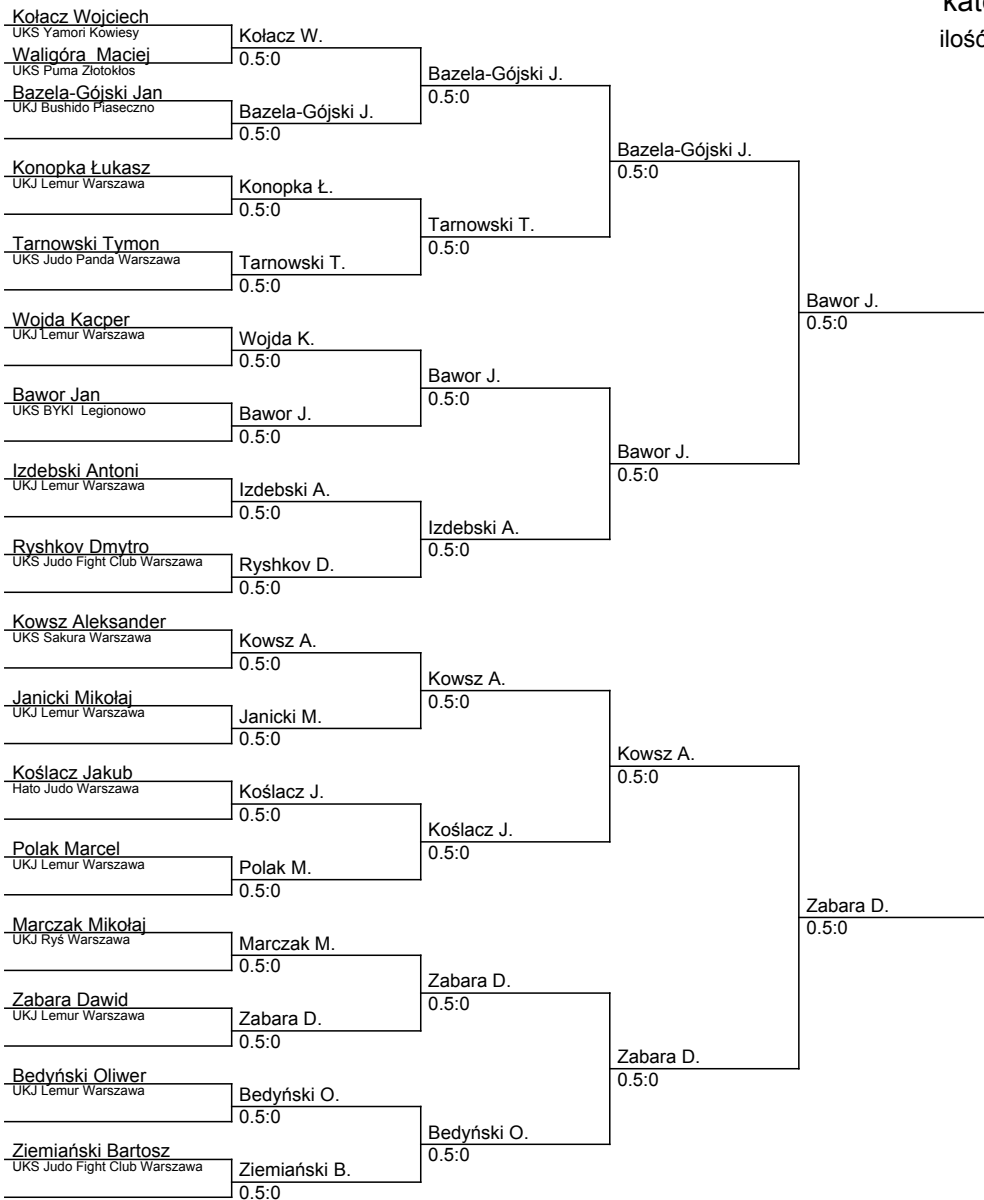 kat
ilość
Kołacz Wojciech
UKS Yamori Kowiesy
Waligóra  Maciej
UKS Puma Złotokłos
Bazela-Gójski Jan
UKJ Bushido Piaseczno
Konopka Łukasz
UKJ Lemur Warszawa
Tarnowski Tymon
UKS Judo Panda Warszawa
Wojda Kacper
UKJ Lemur Warszawa
Bawor Jan
UKS BYKI  Legionowo
Izdebski Antoni
UKJ Lemur Warszawa
Ryshkov Dmytro
UKS Judo Fight Club Warszawa
Kowsz Aleksander
UKS Sakura Warszawa
Janicki Mikołaj
UKJ Lemur Warszawa
Koślacz Jakub
Hato Judo Warszawa
Polak Marcel
UKJ Lemur Warszawa
Marczak Mikołaj
UKJ Ryś Warszawa
Zabara Dawid
UKJ Lemur Warszawa
Bedyński Oliwer
UKJ Lemur Warszawa
Ziemiański Bartosz
UKS Judo Fight Club Warszawa
Kołacz W.
0.5:0
Bazela-Gójski J.
0.5:0
Konopka Ł.
0.5:0
Tarnowski T.
0.5:0
Wojda K.
0.5:0
Bawor J.
0.5:0
Izdebski A.
0.5:0
Ryshkov D.
0.5:0
Kowsz A.
0.5:0
Janicki M.
0.5:0
Koślacz J.
0.5:0
Polak M.
0.5:0
Marczak M.
0.5:0
Zabara D.
0.5:0
Bedyński O.
0.5:0
Ziemiański B.
0.5:0
Bazela-Gójski J.
0.5:0
Tarnowski T.
0.5:0
Bawor J.
0.5:0
Izdebski A.
0.5:0
Kowsz A.
0.5:0
Koślacz J.
0.5:0
Zabara D.
0.5:0
Bedyński O.
0.5:0
Bazela-Gójski J.
0.5:0
Bawor J.
0.5:0
Kowsz A.
0.5:0
Zabara D.
0.5:0
Bawor J.
0.5:0
Zabara D.
0.5:0